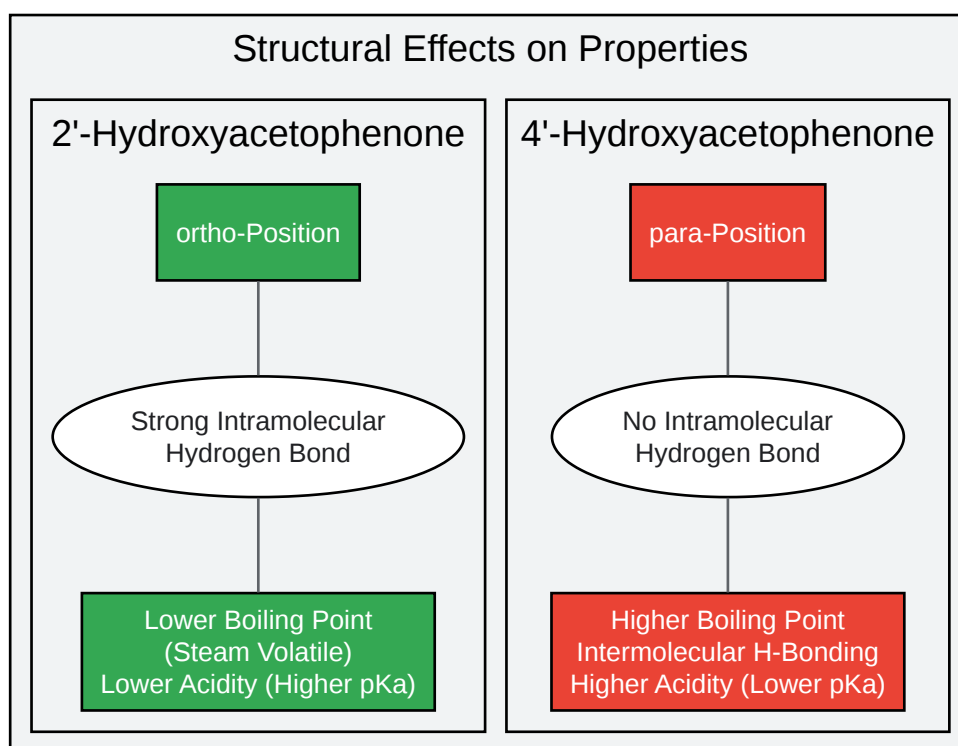 Structural Effects on Properties
2'-Hydroxyacetophenone
ortho-Position
Strong Intramolecular
Hydrogen Bond
Lower Boiling Point
(Steam Volatile)
Lower Acidity (Higher pKa)
4'-Hydroxyacetophenone
para-Position
No Intramolecular
Hydrogen Bond
Higher Boiling Point
Intermolecular H-Bonding
Higher Acidity (Lower pKa)